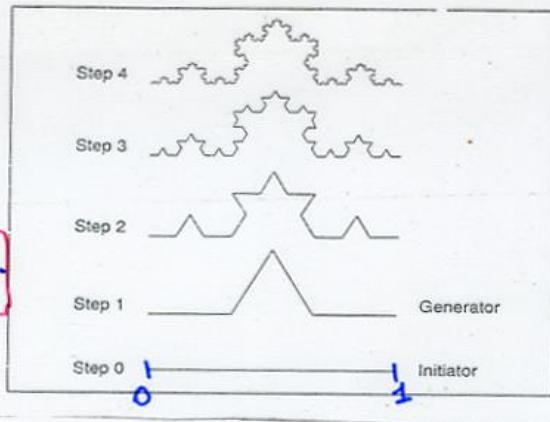 Step 4
Step 3
Step 2
Step 1 Generator
Step 0 Initiator
0 1